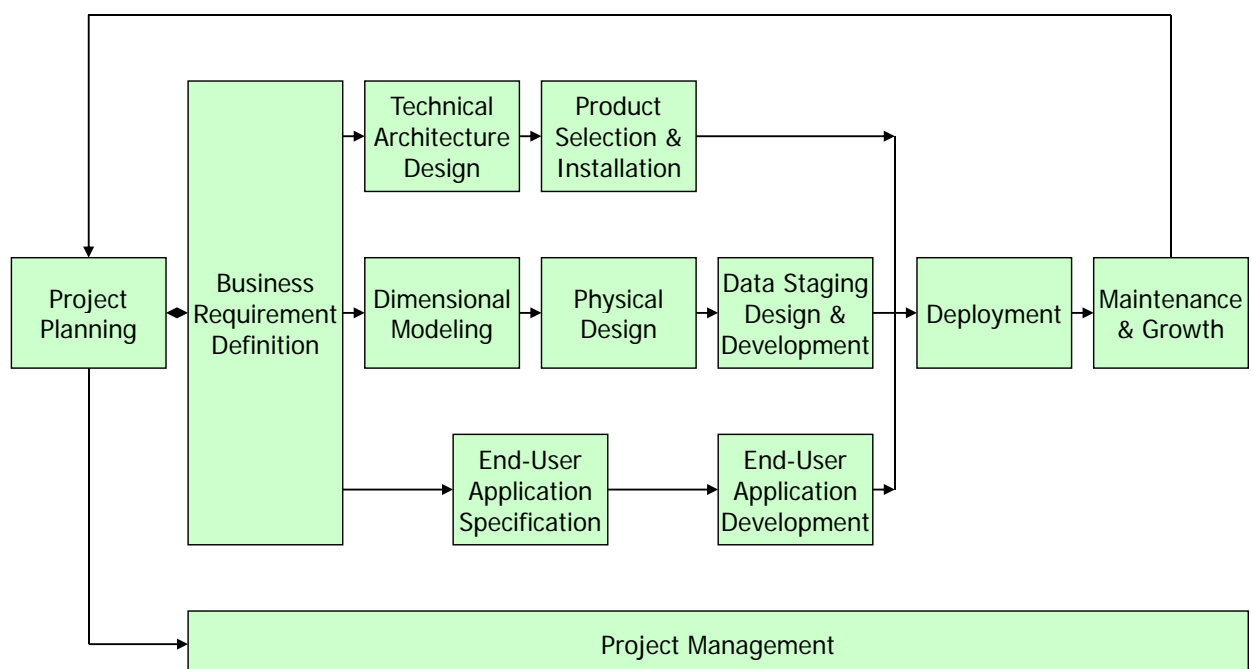 Technical
Architecture
Design
Product
Selection &
Installation
Project
Planning
Business
Requirement
Definition
Dimensional
Modeling
Physical
Design
Data Staging
Design &
Development
Deployment
Maintenance
& Growth
End-User
Application
Specification
End-User
Application
Development
Project Management